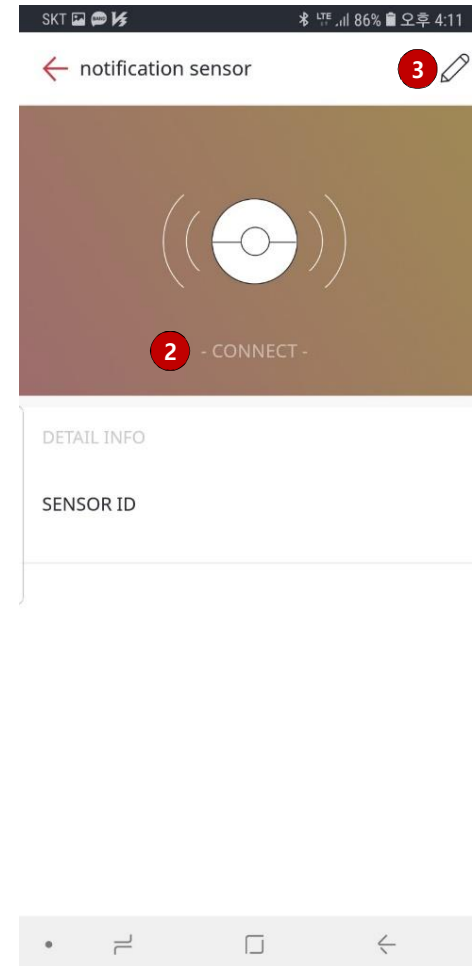 SKT LTE 86% 오후 4:11
notification sensor
3
2 - CONNECT -
DETAIL INFO
SENSOR ID